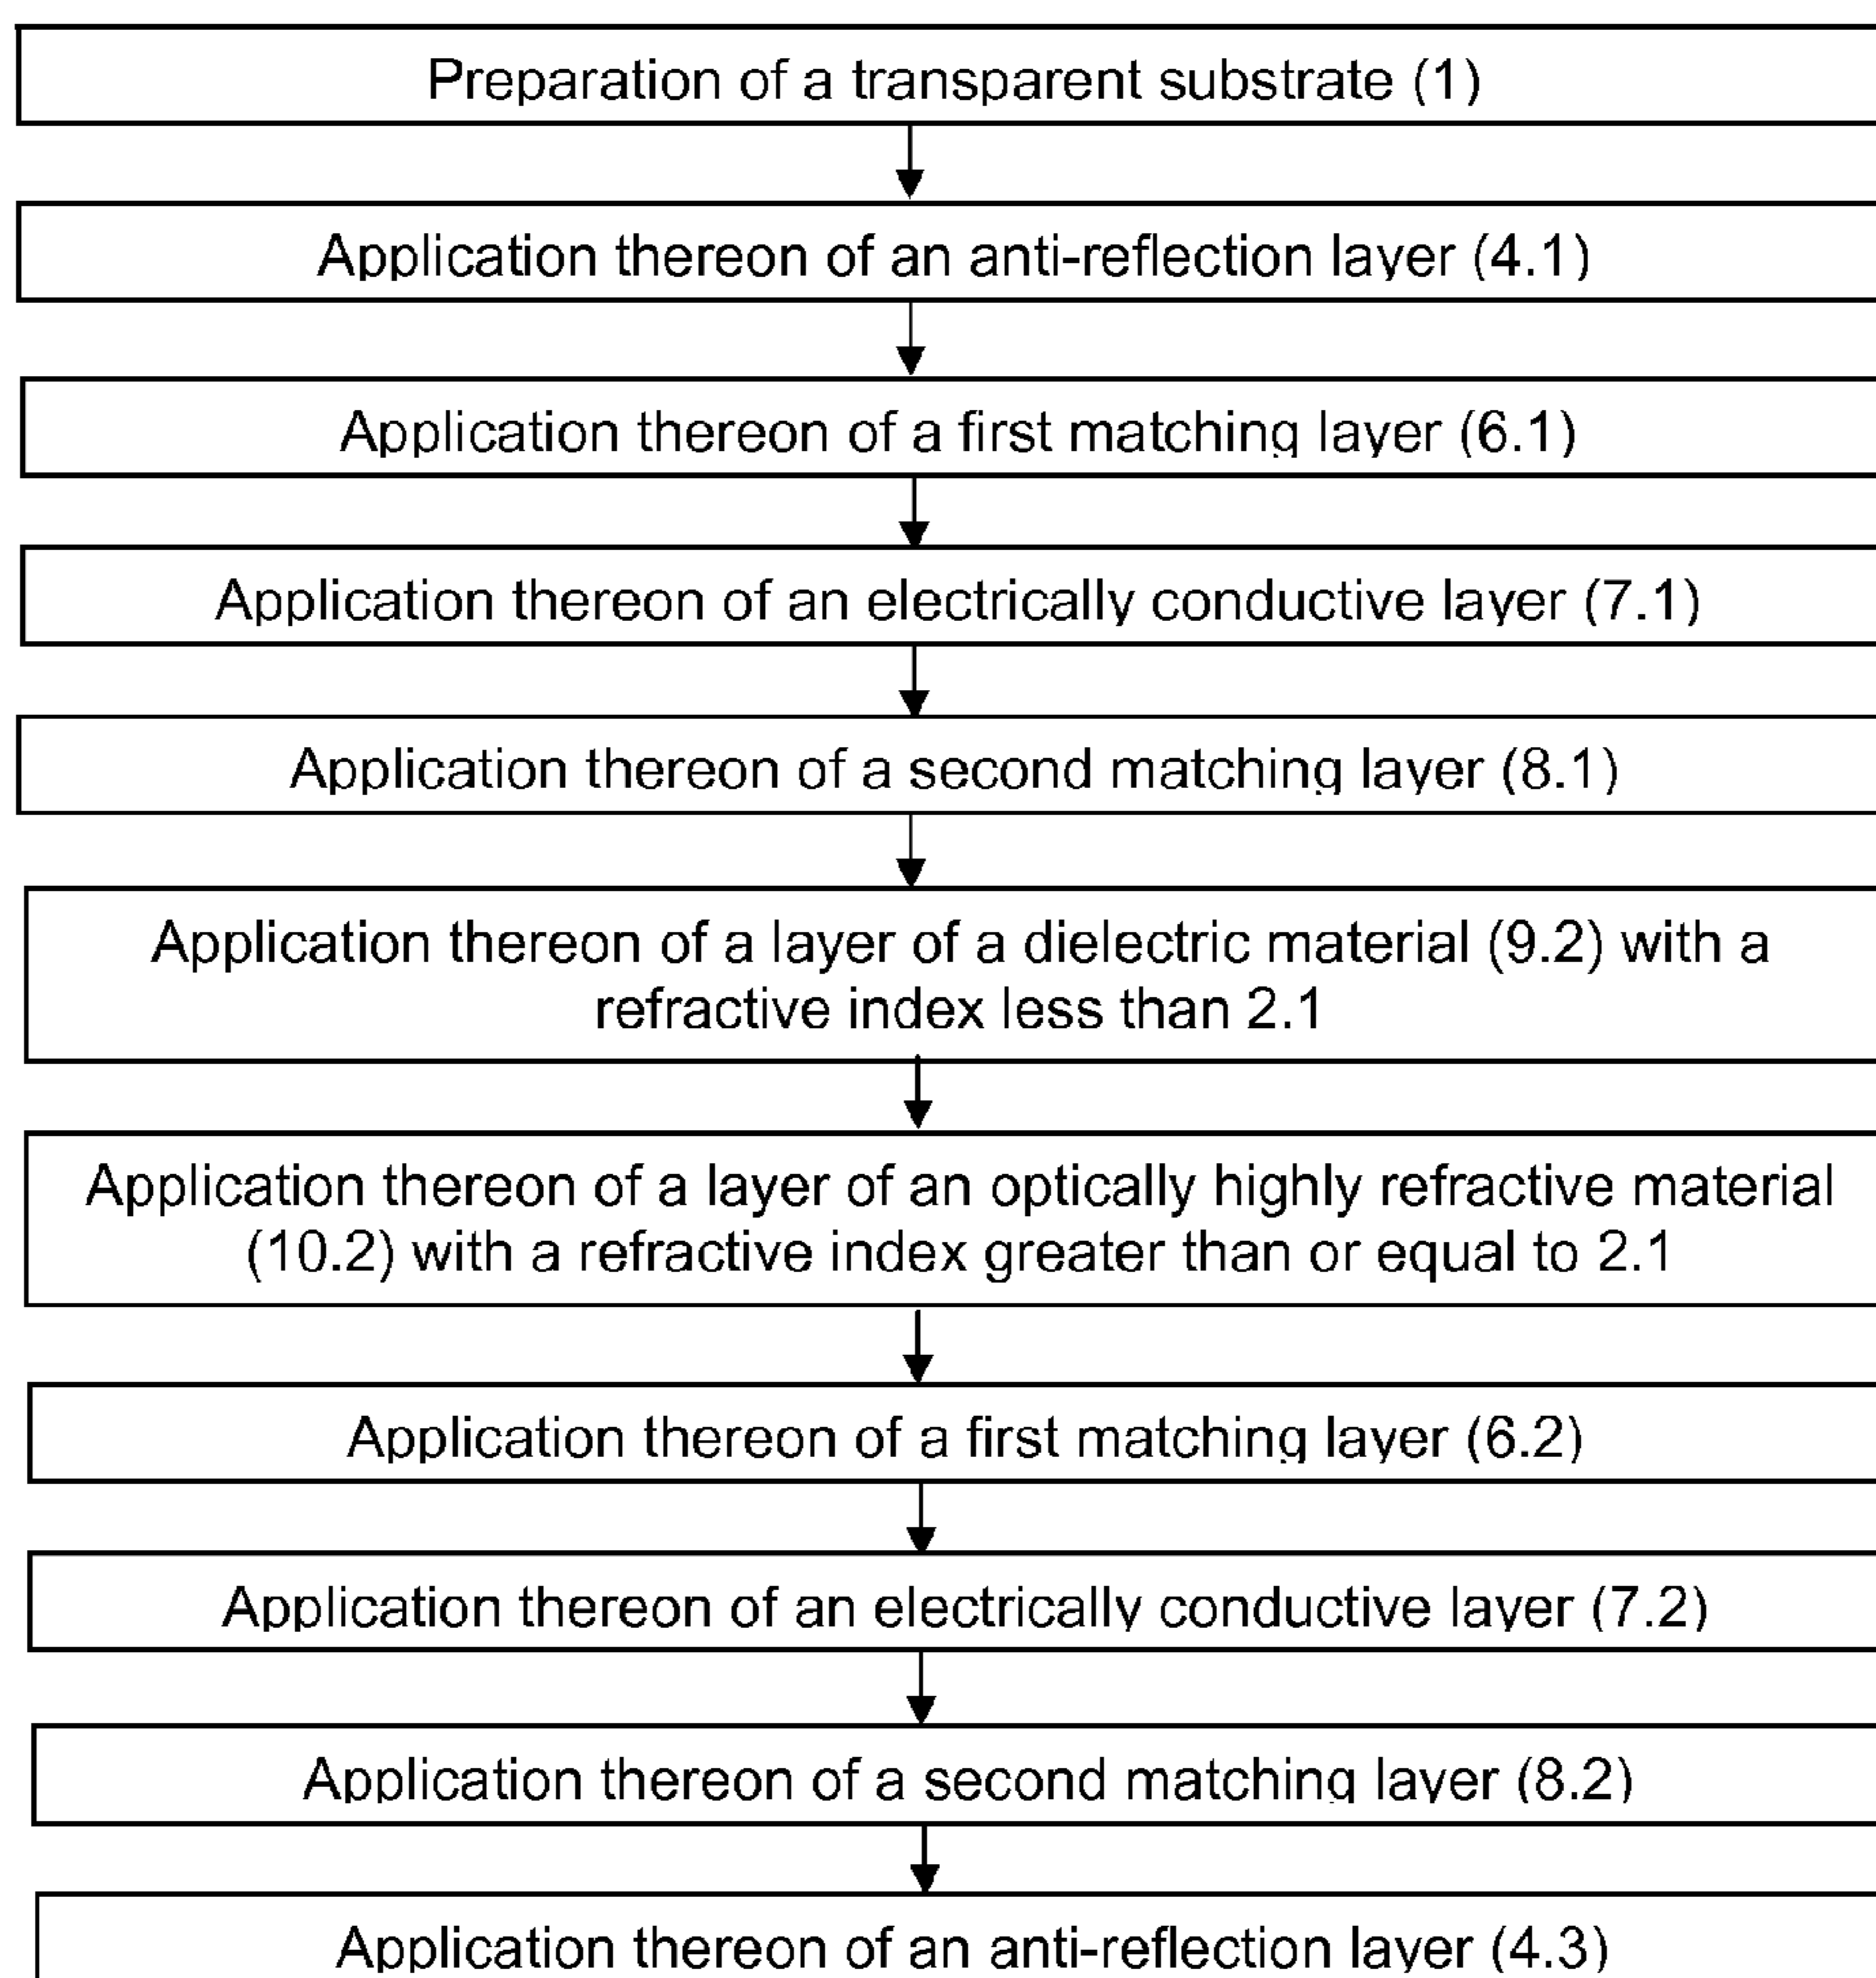 Preparation of a transparent substrate (1)
Application thereon of an anti-reflection layer (4.1)
Application thereon of a first matching layer (6.1)
Application thereon of an electrically conductive layer (7.1)
Application thereon of a second matching layer (8.1)
Application thereon of a layer of a dielectric material (9.2) with a
refractive index less than 2.1
Application thereon of a layer of an optically highly refractive material
(10.2) with a refractive index greater than or equal to 2.1
Application thereon of a first matching layer (6.2)
Application thereon of an electrically conductive layer (7.2)
Application thereon of a second matching layer (8.2)
Application thereon of an anti-reflection layer (4.3)